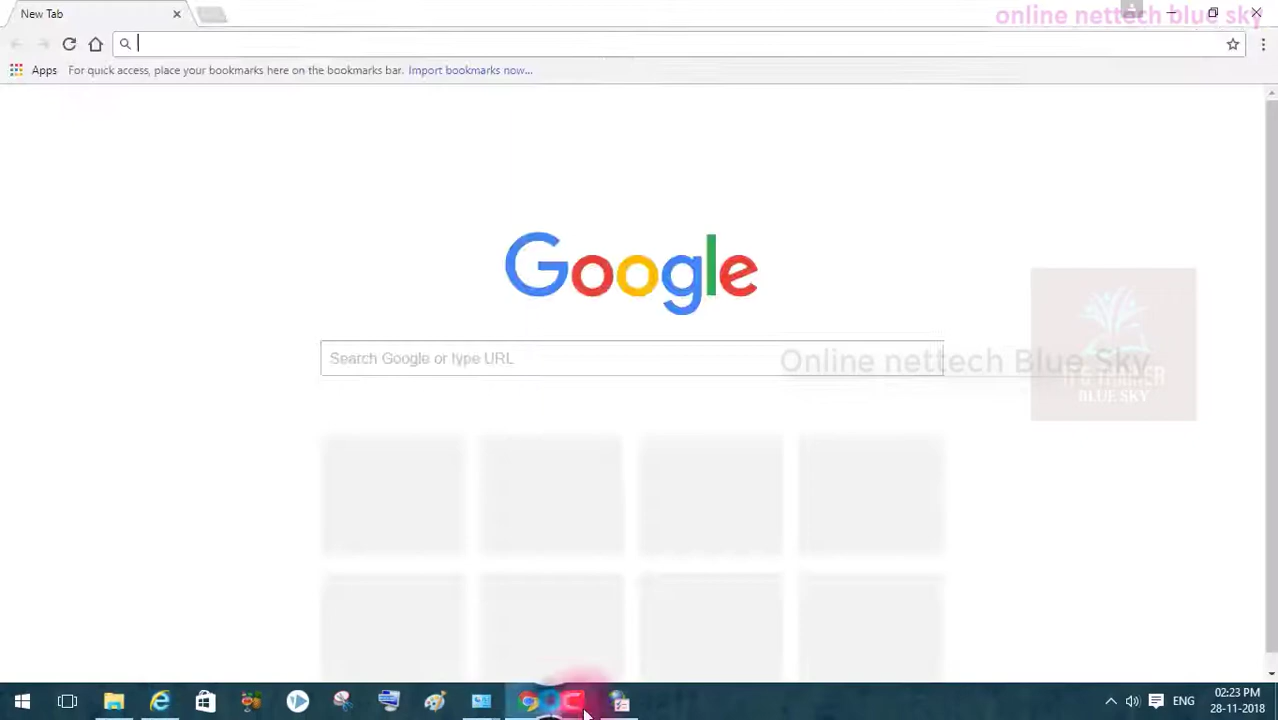 New Tab
online nettech blue sky
Apps For quick access, place your bookmarks here on the bookmarks bar. Import bookmarks now...
Google
Search Google or type URL
Online nettech Blue Sky
BLUE SKY
ENG
02:23 PM
28-11-2018